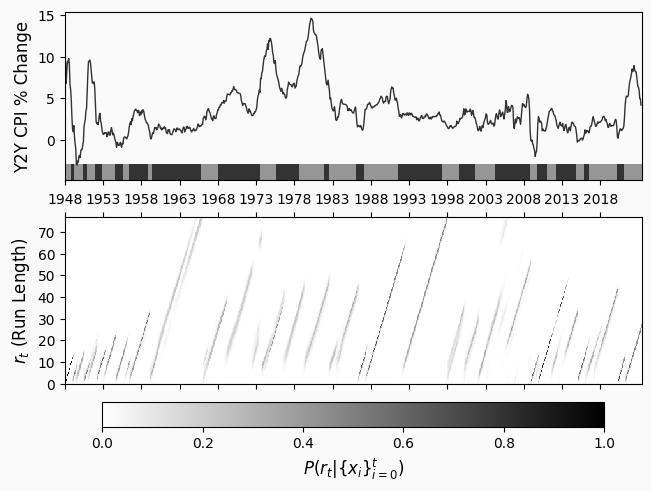 Y2Y CPI % Change
15
10
5
0
1948 1953 1958 1963 1968 1973 1978 1983 1988 1993 1998 2003 2008 2013 2018
r_t (Run Length)
70
60
50
40
30
20
10
0
0.0 0.2 0.4 0.6 0.8 1.0
P(r_t|{x_i}_{i=0}^t)